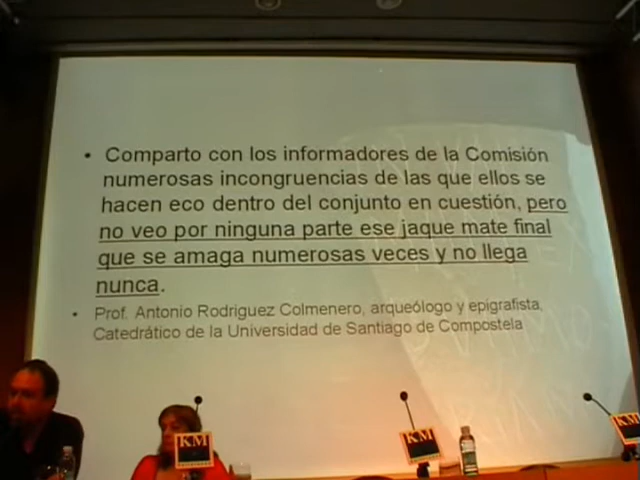 • Comparto con los informadores de la Comisión
numerosas incongruencias de las que ellos se
hacen eco dentro del conjunto en cuestión, pero
no veo por ninguna parte ese jaque mate final
que se amaga numerosas veces y no llega
nunca.
• Prof. Antonio Rodriguez Colmenero, arqueólogo y epigrafista,
Catedrático de la Universidad de Santiago de Compostela
KM
KM
KM